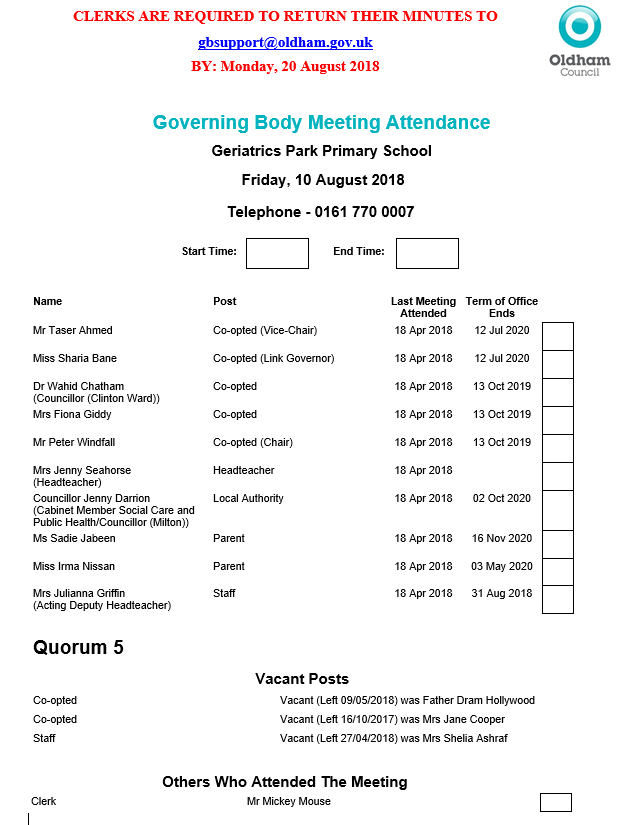 CLERKS ARE REQUIRED TO RETURN THEIR MINUTES TO
gbsupport@oldham.gov.uk
BY: Monday, 20 August 2018
Oldham
Council
Governing Body Meeting Attendance
Geriatrics Park Primary School
Friday, 10 August 2018
Telephone - 0161 770 0007
Start Time: End Time:
Name Post Last Meeting Attended Term of Office Ends
Mr Taser Ahmed Co-opted (Vice-Chair) 18 Apr 2018 12 Jul 2020
Miss Sharia Bane Co-opted (Link Governor) 18 Apr 2018 12 Jul 2020
Dr Wahid Chatham Co-opted 18 Apr 2018 13 Oct 2019
(Councillor (Clinton Ward))
Mrs Fiona Giddy Co-opted 18 Apr 2018 13 Oct 2019
Mr Peter Windfall Co-opted (Chair) 18 Apr 2018 13 Oct 2019
Mrs Jenny Seahorse Headteacher 18 Apr 2018
(Headteacher)
Councillor Jenny Darrion Local Authority 18 Apr 2018 02 Oct 2020
(Cabinet Member Social Care and
Public Health/Councillor (Milton))
Ms Sadie Jabeen Parent 18 Apr 2018 16 Nov 2020
Miss Irma Nissan Parent 18 Apr 2018 03 May 2020
Mrs Julianna Griffin Staff 18 Apr 2018 31 Aug 2018
(Acting Deputy Headteacher)
Quorum 5
Vacant Posts
Co-opted Vacant (Left 09/05/2018) was Father Dram Hollywood
Co-opted Vacant (Left 16/10/2017) was Mrs Jane Cooper
Staff Vacant (Left 27/04/2018) was Mrs Shelia Ashraf
Others Who Attended The Meeting
Clerk Mr Mickey Mouse